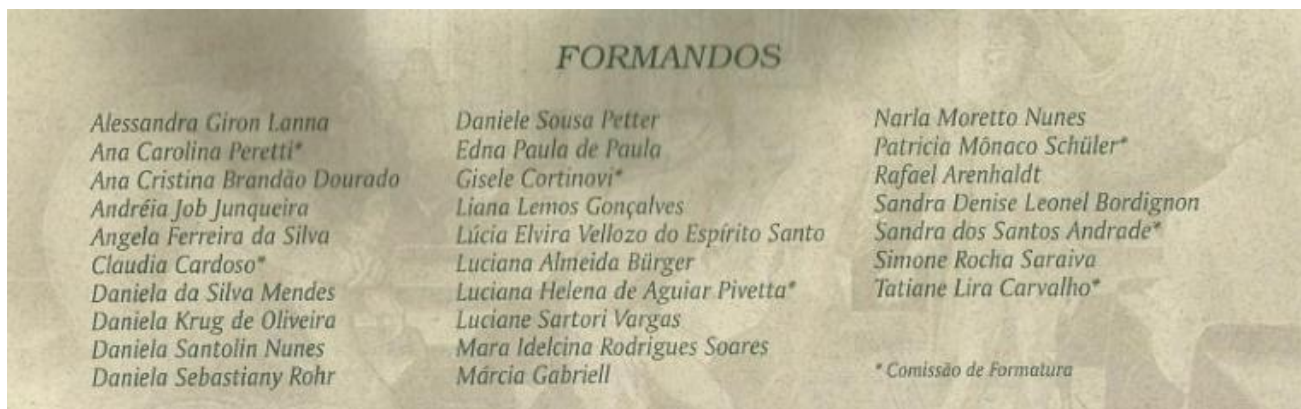 FORMANDOS
Alessandra Giron Lanna
Ana Carolina Peretti*
Ana Cristina Brandão Dourado
Andréia Job Junqueira
Angela Ferreira da Silva
Claudia Cardoso*
Daniela da Silva Mendes
Daniela Krug de Oliveira
Daniela Santolin Nunes
Daniela Sebastiany Rohr
Daniele Sousa Petter
Edna Paula de Paula
Gisele Cortinovi*
Liana Lemos Gonçalves
Lúcia Elvira Vellozo do Espírito Santo
Luciana Almeida Bürger
Luciana Helena de Aguiar Pivetta*
Luciane Sartori Vargas
Mara Idelcina Rodrigues Soares
Márcia Gabriell
Narla Moretto Nunes
Patricia Mônaco Schüler*
Rafael Arenhaldt
Sandra Denise Leonel Bordignon
Sandra dos Santos Andrade*
Simone Rocha Saraiva
Tatiane Lira Carvalho*
* Comissão de Formatura